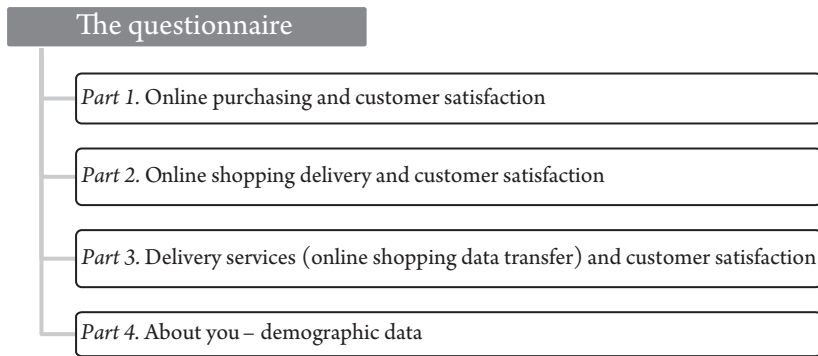 The questionnaire
Part 1. Online purchasing and customer satisfaction
Part 2. Online shopping delivery and customer satisfaction
Part 3. Delivery services (online shopping data transfer) and customer satisfaction
Part 4. About you – demographic data